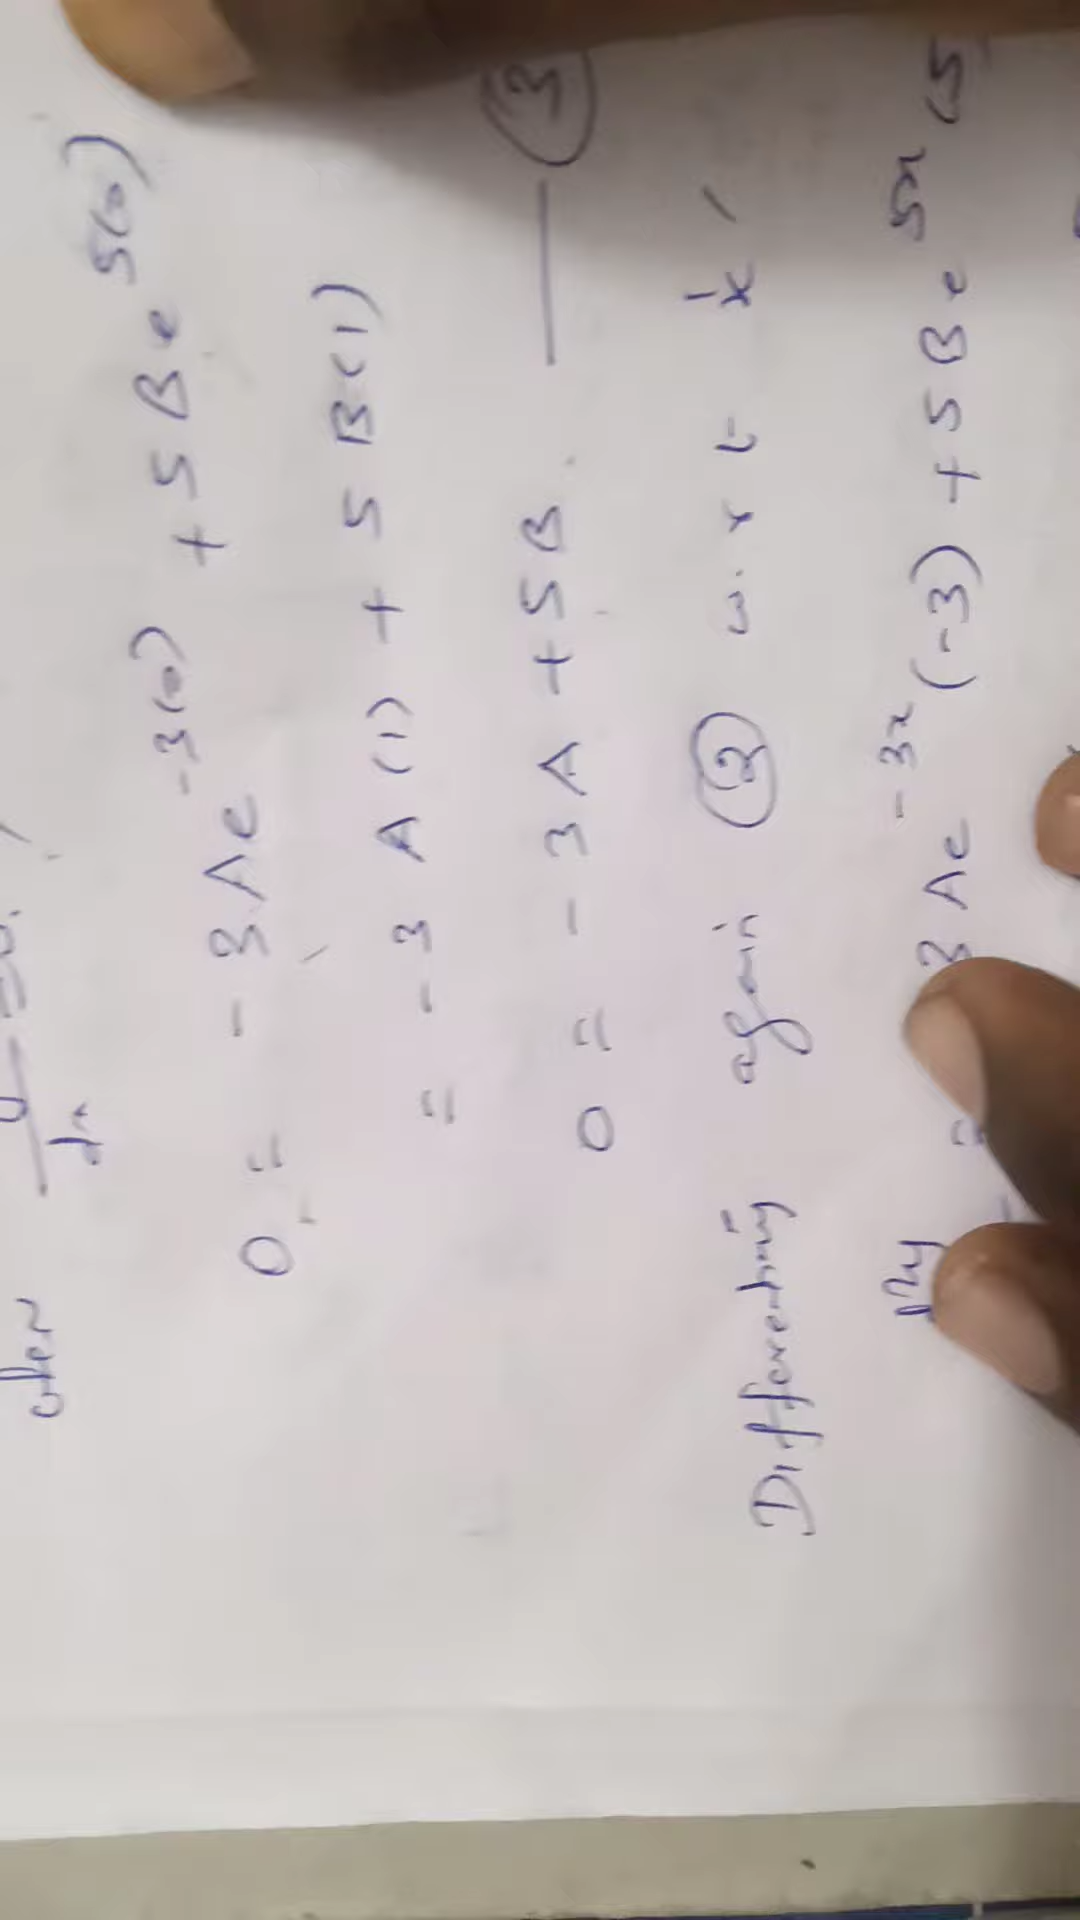 when dy/dx = 0,
0 = - 3Ae^-3(0) + 5Be^5(0)
= - 3A(1) + 5B(1)
0 = - 3A + 5B. — ③
Differentiating again ② w.r.t 'x',
3Ae^-3x (-3) + 5Be^5x (5